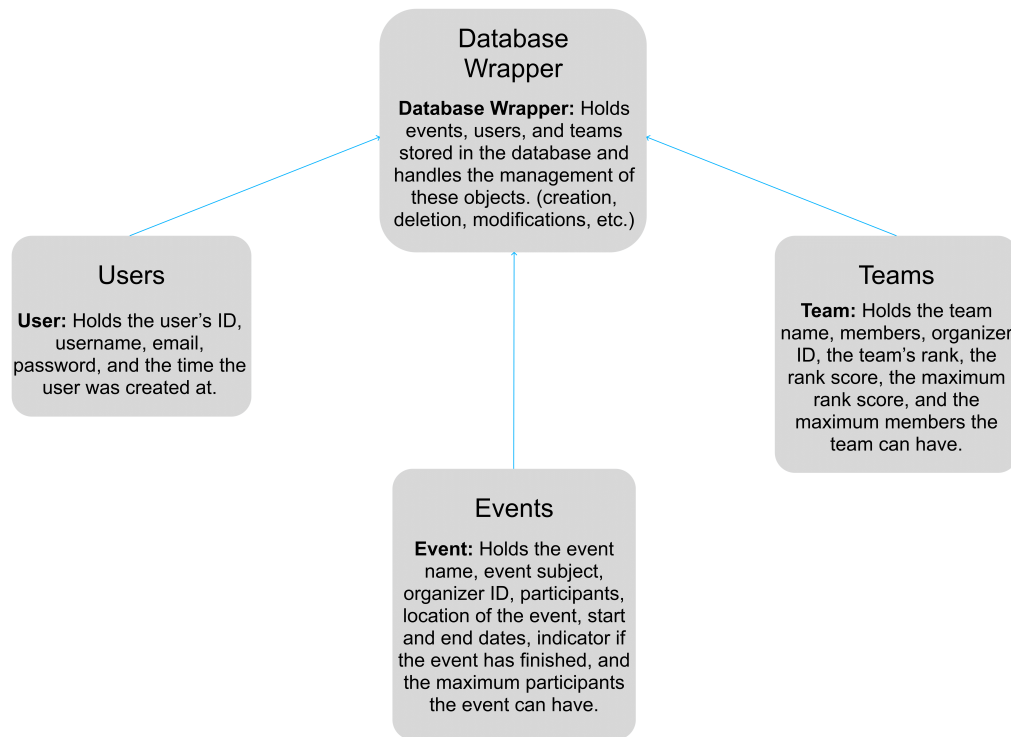 Database
Wrapper
Database Wrapper: Holds
events, users, and teams
stored in the database and
handles the management of
these objects. (creation,
deletion, modifications, etc.)
Users
User: Holds the user’s ID,
username, email,
password, and the time the
user was created at.
Teams
Team: Holds the team
name, members, organizer
ID, the team’s rank, the
rank score, the maximum
rank score, and the
maximum members the
team can have.
Events
Event: Holds the event
name, event subject,
organizer ID, participants,
location of the event, start
and end dates, indicator if
the event has finished, and
the maximum participants
the event can have.